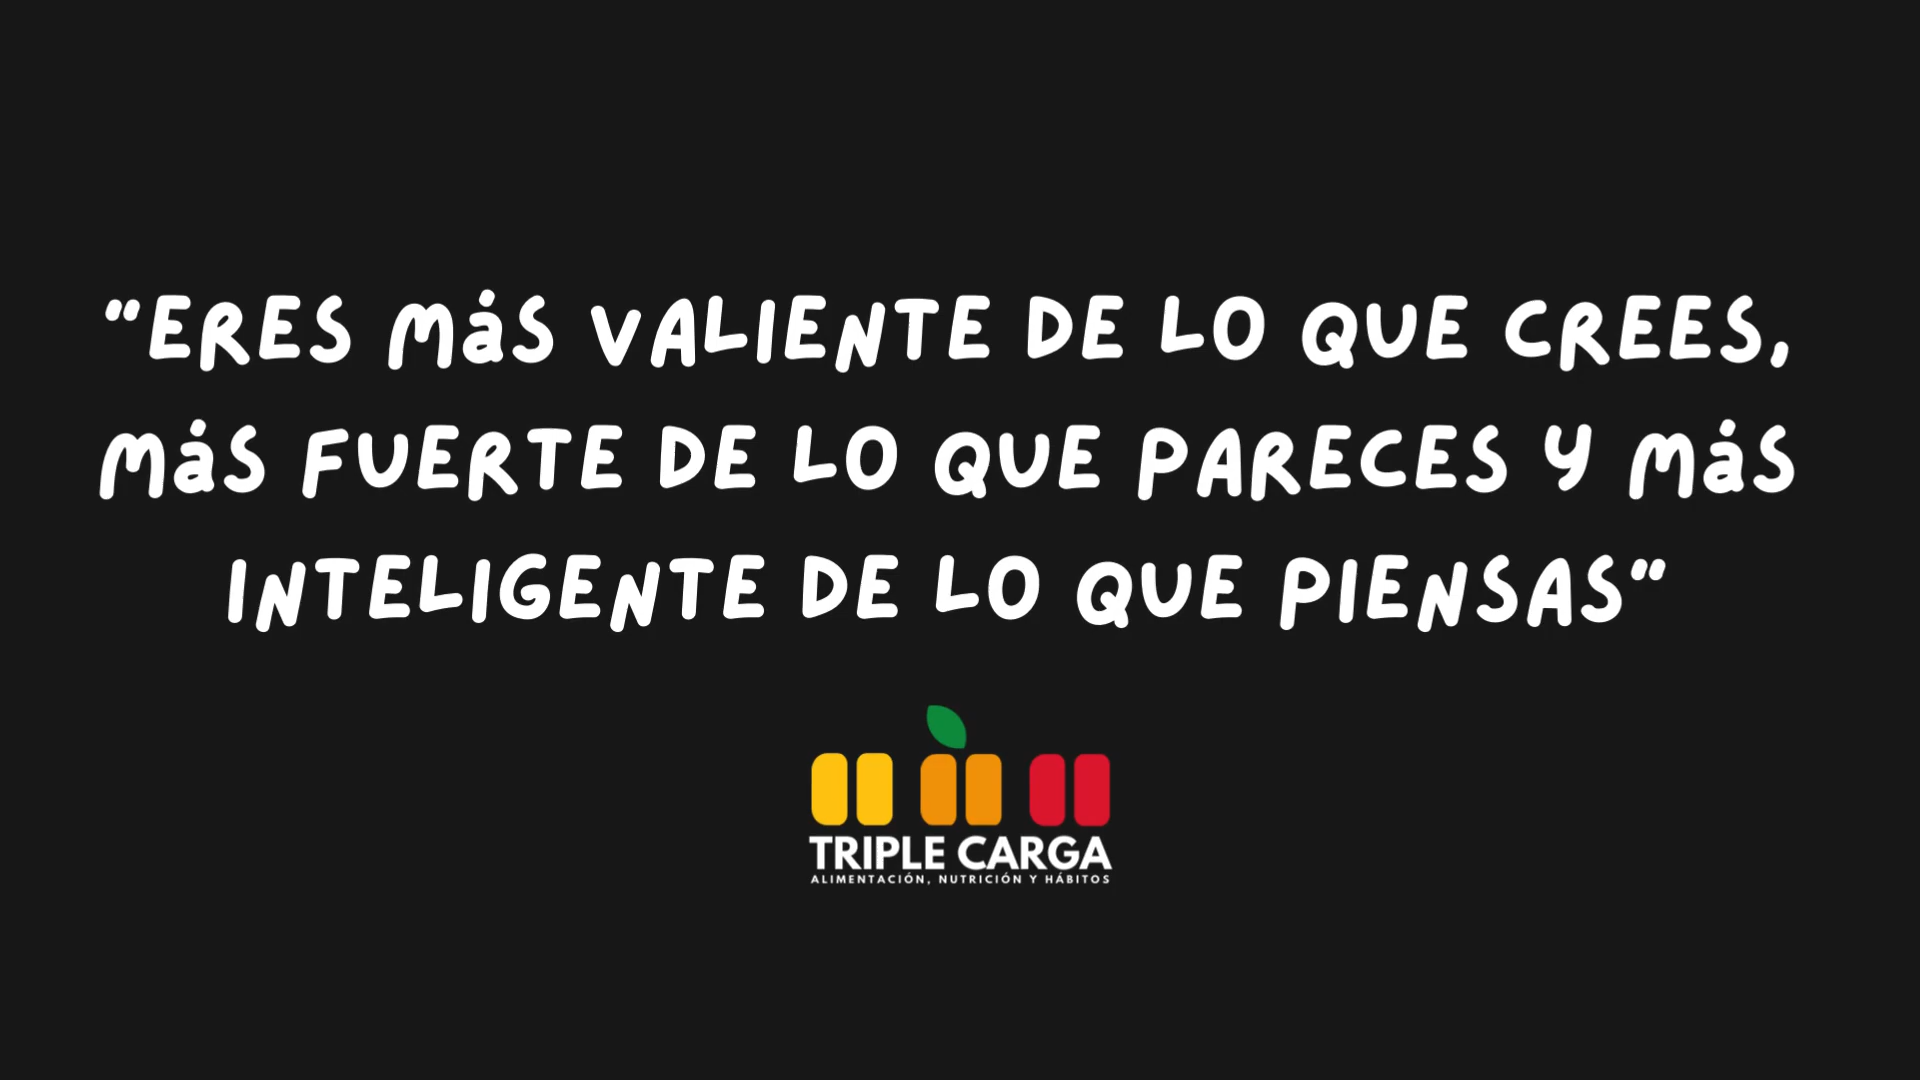 "ERES MÁS VALIENTE DE LO QUE CREES,
MÁS FUERTE DE LO QUE PARECES Y MÁS
INTELIGENTE DE LO QUE PIENSAS"
TRIPLE CARGA
ALIMENTACIÓN, NUTRICIÓN Y HÁBITOS